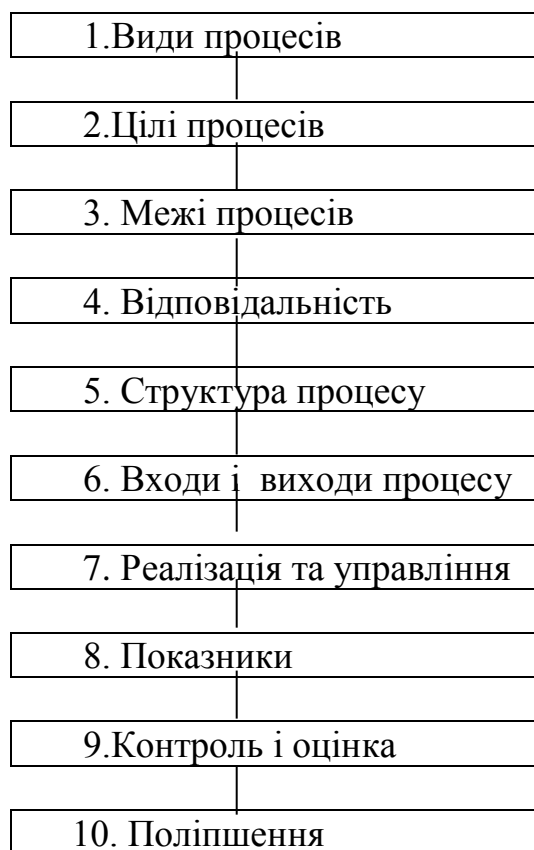 1.Види процесів
2.Цілі процесів
3. Межі процесів
4. Відповідальність
5. Структура процесу
6. Входи і виходи процесу
7. Реалізація та управління
8. Показники
9.Контроль і оцінка
10. Поліпшення